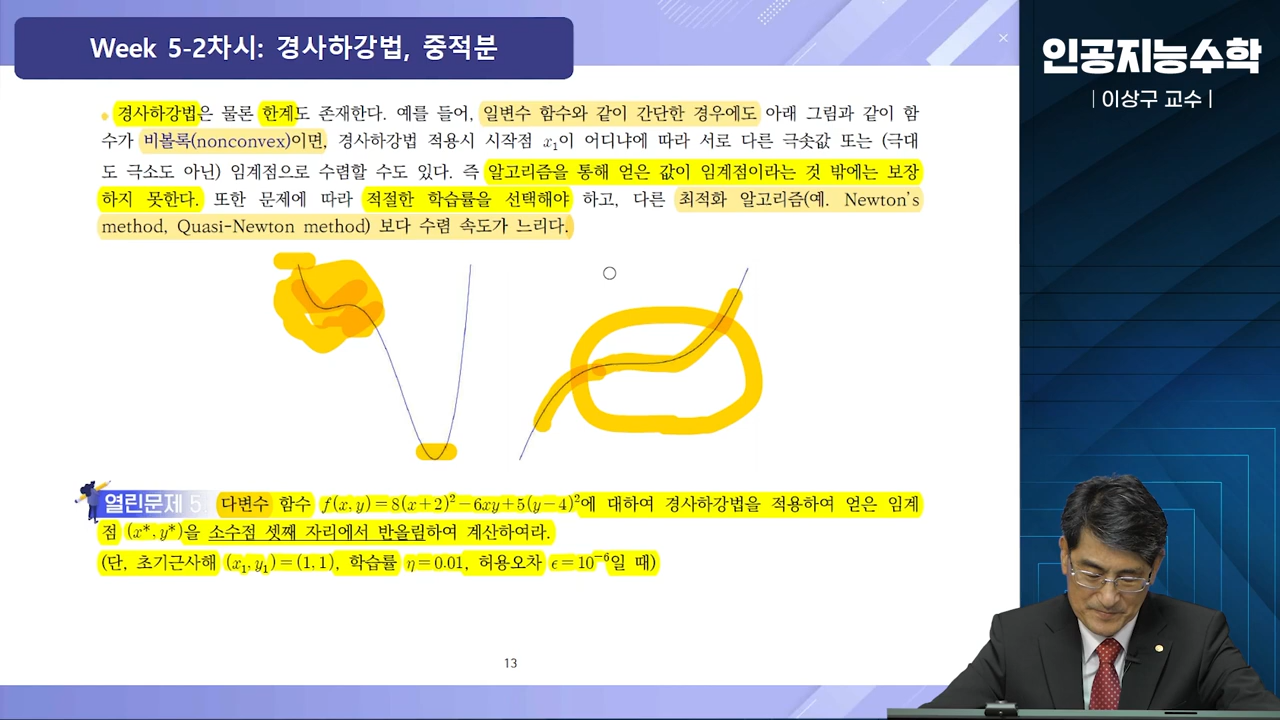 Week 5-2차시: 경사하강법, 중적분
인공지능수학
| 이상구 교수 |
• 경사하강법은 물론 한계도 존재한다. 예를 들어, 일변수 함수와 같이 간단한 경우에도 아래 그림과 같이 함
수가 비볼록(nonconvex)이면, 경사하강법 적용시 시작점 x₁이 어디냐에 따라 서로 다른 극솟값 또는 (극대
도 극소도 아닌) 임계점으로 수렴할 수도 있다. 즉 알고리즘을 통해 얻은 값이 임계점이라는 것 밖에는 보장
하지 못한다. 또한 문제에 따라 적절한 학습률을 선택해야 하고, 다른 최적화 알고리즘(예. Newton's
method, Quasi-Newton method) 보다 수렴 속도가 느리다.
열린문제 5. 다변수 함수 f(x,y)=8(x+2)²-6xy+5(y-4)²에 대하여 경사하강법을 적용하여 얻은 임계
점 (x*, y*)을 소수점 셋째 자리에서 반올림하여 계산하여라.
(단, 초기근사해 (x₁,y₁)=(1,1), 학습률 η=0.01, 허용오차 ϵ=10⁻⁶일 때)
13